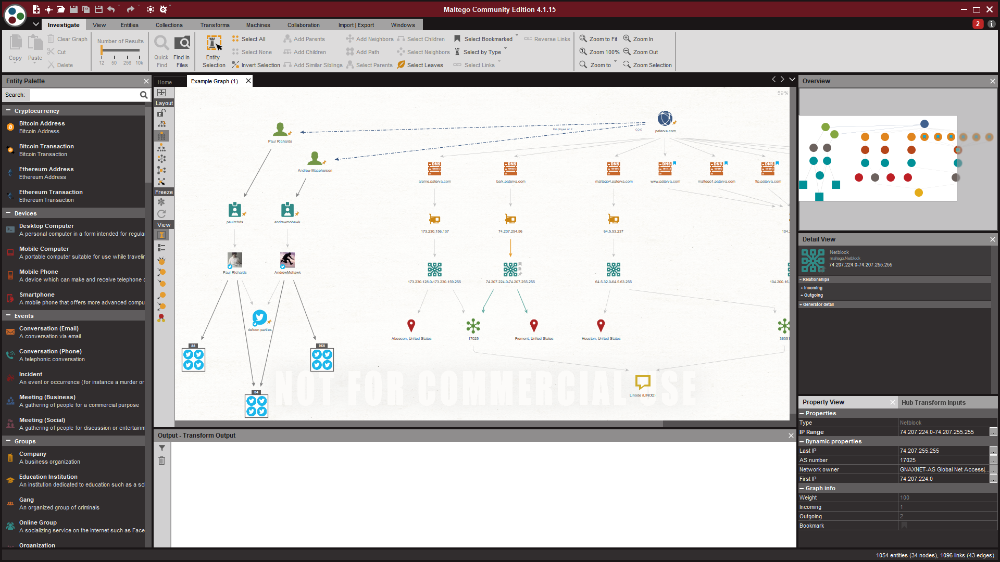 Maltego Community Edition 4.1.15
Investigate View Entities Collections Transforms Machines Collaboration Import | Export Windows
2
Copy
Paste
Clear Graph
Cut
Delete
Number of Results
12 50 256 10k
Quick Find
Find in Files
Entity Selection
Select All
Select None
Invert Selection
Add Parents
Add Children
Add Similar Siblings
Add Neighbors
Add Path
Select Parents
Select Children
Select Neighbors
Select Leaves
Select Bookmarked
Select by Type
Select Links
Reverse Links
Zoom to Fit
Zoom 100%
Zoom to
Zoom In
Zoom Out
Zoom Selection
Entity Palette
Search:
Cryptocurrency
Bitcoin Address
Bitcoin Address
Bitcoin Transaction
Bitcoin Transaction
Ethereum Address
Ethereum Address
Ethereum Transaction
Ethereum Transaction
Devices
Desktop Computer
A personal computer in a form intended for regula
Mobile Computer
A portable computer suitable for use while travelin
Mobile Phone
A device which can make and receive telephone c
Smartphone
A mobile phone that offers more advanced compu
Events
Conversation (Email)
A conversation via email
Conversation (Phone)
A telephonic conversation
Incident
An event or occurrence (for instance a murder or
Meeting (Business)
A gathering of people for a commercial purpose
Meeting (Social)
A gathering of people for discussion or entertainm
Groups
Company
A business organization
Education Institution
An institution dedicated to education such as a sc
Gang
An organized group of criminals
Online Group
A socializing service on the Internet such as Face
Organization
Home
Example Graph (1)
Layout
Freeze
View
59%
Paul Richards
Employee nr 2
COO
paterva.com
Andrew Macpherson
DNS DNS DNS DNS DNS DNS
alpine.paterva.com
bark.paterva.com
maltego4.paterva.com
www.paterva.com
maltego1.paterva.com
ftp.paterva.com
paulrchds
andrewmohawk
173.230.156.137
74.207.254.56
64.5.53.237
104.
Paul Richards
AndrewMohawk
173.230.128.0-173.230.159.255
74.207.224.0-74.207.255.255
64.5.32.0-64.5.63.255
104.200.16.
defcon parties
Absecon, United States
17025
Fremont, United States
Houston, United States
36351
33
956
34
Linode (LINOD)
NOT FOR COMMERCIAL USE
Output - Transform Output
Overview
Detail View
Netblock
maltego.Netblock
74.207.224.0-74.207.255.255
- Relationships
+ Incoming
+ Outgoing
+ Generator detail
Property View
Hub Transform Inputs
Properties
Type Netblock
IP Range 74.207.224.0-74.207.255.255 ...
Dynamic properties
Last IP 74.207.255.255 ...
AS number 17025 ...
Network owner GNAXNET-AS Global Net Access|... ...
First IP 74.207.224.0 ...
Graph info
Weight 100
Incoming 1
Outgoing 2
Bookmark
1054 entities (34 nodes), 1096 links (43 edges)